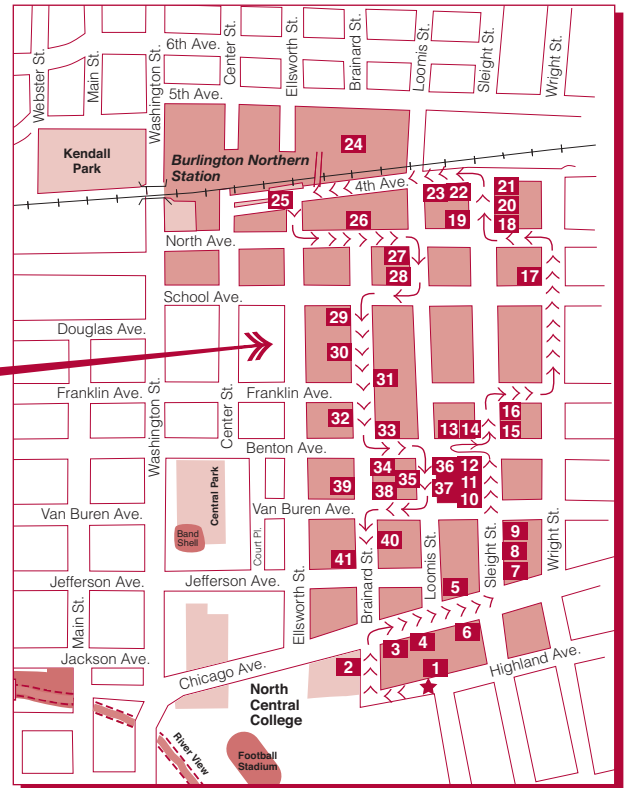 6th Ave.
Webster St.
Main St.
Washington St.
Center St.
Ellsworth St.
Brainard St.
Loomis St.
Sleight St.
Wright St.
5th Ave.
Kendall
Park
Burlington Northern
Station
24
4th Ave.
25
23 22
21
20
26
19
18
North Ave.
27
28
17
School Ave.
29
Douglas Ave.
30
31
Franklin Ave.
Franklin Ave.
Washington St.
Center St.
32
33
13 14
16
15
Benton Ave.
34
35
36
12
37
11
38
10
39
Central Park
Van Buren Ave.
Van Buren Ave.
Band
Shell
Court Pl.
40
41
9
8
7
Ellsworth St.
Brainard St.
Loomis St.
Sleight St.
Wright St.
Jefferson Ave.
Jefferson Ave.
5
Main St.
6
4
3
2
1
Jackson Ave.
Chicago Ave.
Highland Ave.
North
Central
College
River View
Football
Stadium